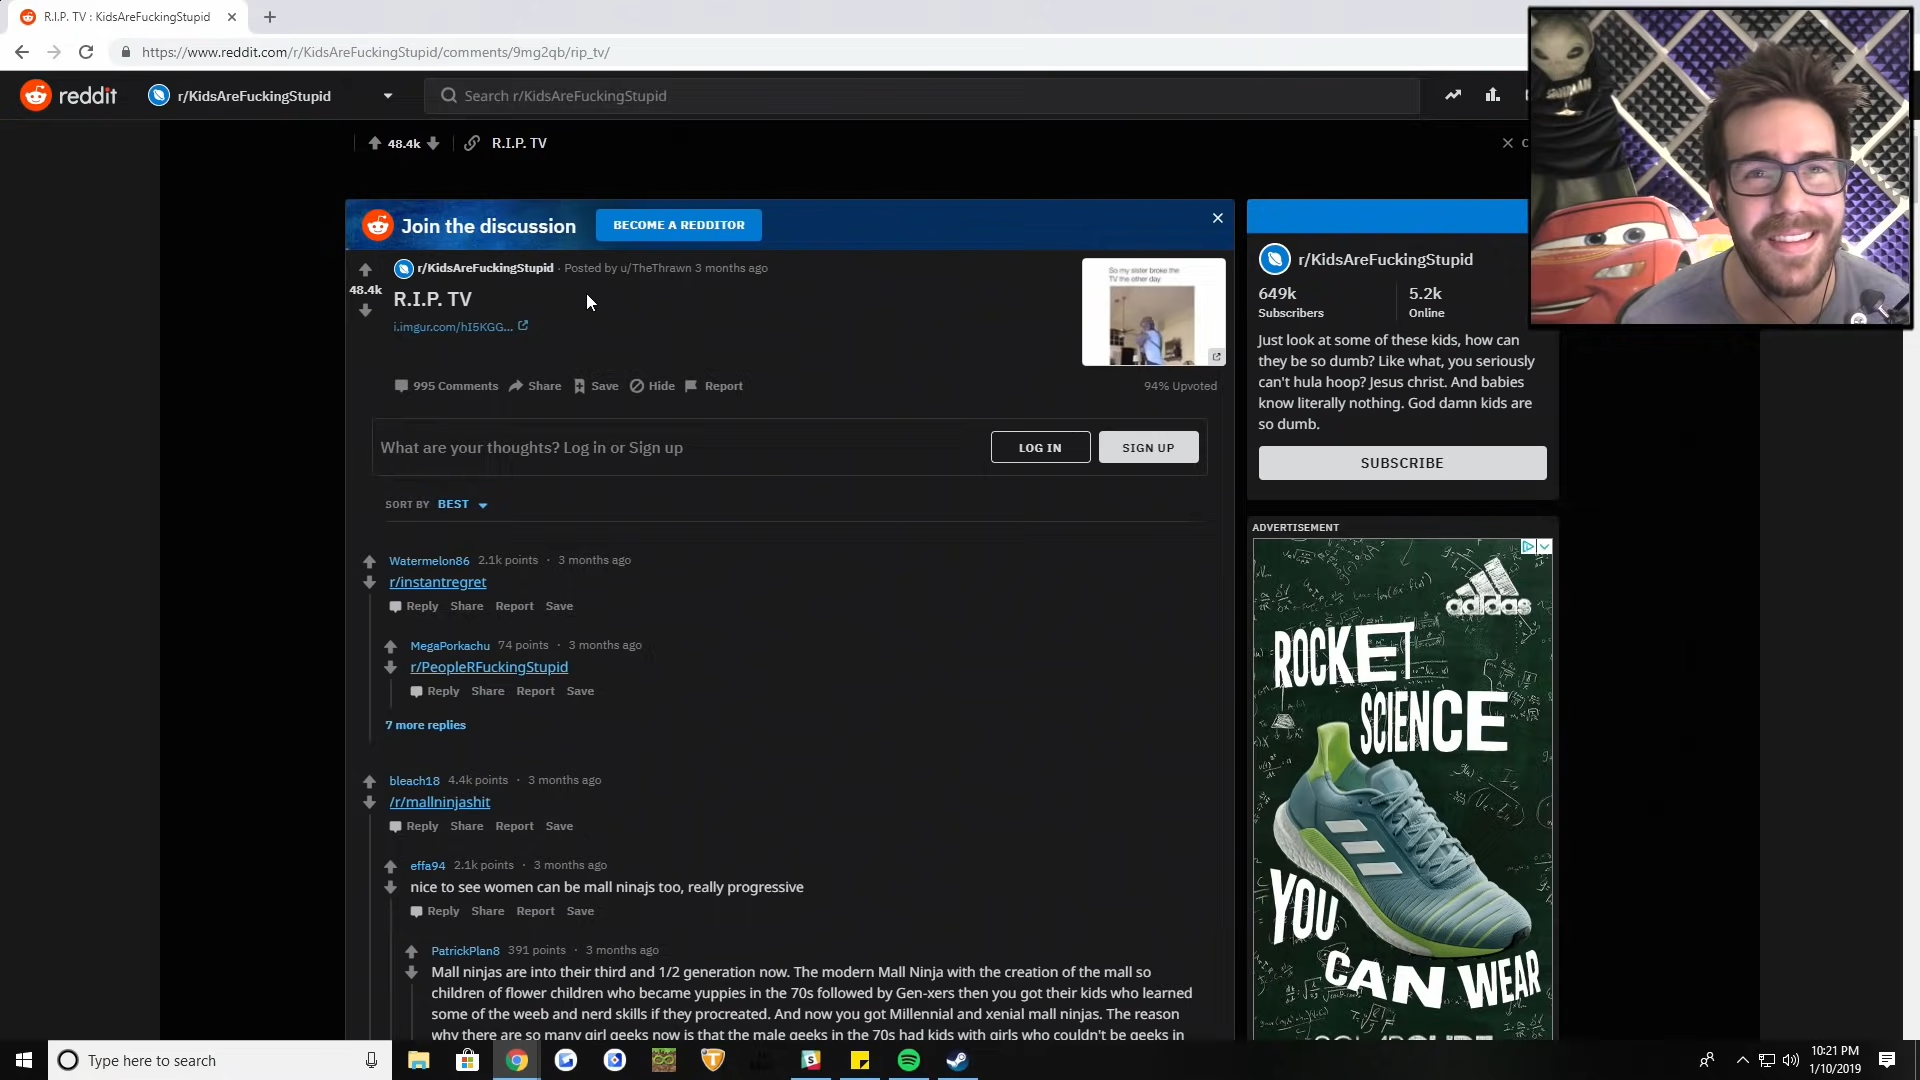 R.I.P. TV : KidsAreFuckingStupid
https://www.reddit.com/r/KidsAreFuckingStupid/comments/9mg2qb/rip_tv/
reddit
r/KidsAreFuckingStupid
Search r/KidsAreFuckingStupid
48.4k
R.I.P. TV
C
Join the discussion
BECOME A REDDITOR
r/KidsAreFuckingStupid · Posted by u/TheThrawn 3 months ago
48.4k
R.I.P. TV
i.imgur.com/hI5KGG...
So my sister broke the
TV the other day
995 Comments Share Save Hide Report
94% Upvoted
What are your thoughts? Log in or Sign up
LOG IN
SIGN UP
SORT BY BEST
Watermelon86 2.1k points · 3 months ago
r/instantregret
Reply Share Report Save
MegaPorkachu 74 points · 3 months ago
r/PeopleRFuckingStupid
Reply Share Report Save
7 more replies
bleach18 4.4k points · 3 months ago
/r/mallninjashit
Reply Share Report Save
effa94 2.1k points · 3 months ago
nice to see women can be mall ninajs too, really progressive
Reply Share Report Save
PatrickPlan8 391 points · 3 months ago
Mall ninjas are into their third and 1/2 generation now. The modern Mall Ninja with the creation of the mall so
children of flower children who became yuppies in the 70s followed by Gen-xers then you got their kids who learned
some of the weeb and nerd skills if they procreated. And now you got Millennial and xenial mall ninjas. The reason
why there are so many girl geeks now is that the male geeks in the 70s had kids with girls who couldn't be geeks in
r/KidsAreFuckingStupid
649k
Subscribers
5.2k
Online
Just look at some of these kids, how can
they be so dumb? Like what, you seriously
can't hula hoop? Jesus christ. And babies
know literally nothing. God damn kids are
so dumb.
SUBSCRIBE
ADVERTISEMENT
adidas
ROCKET
SCIENCE
YOU
CAN WEAR
Type here to search
10:21 PM
1/10/2019